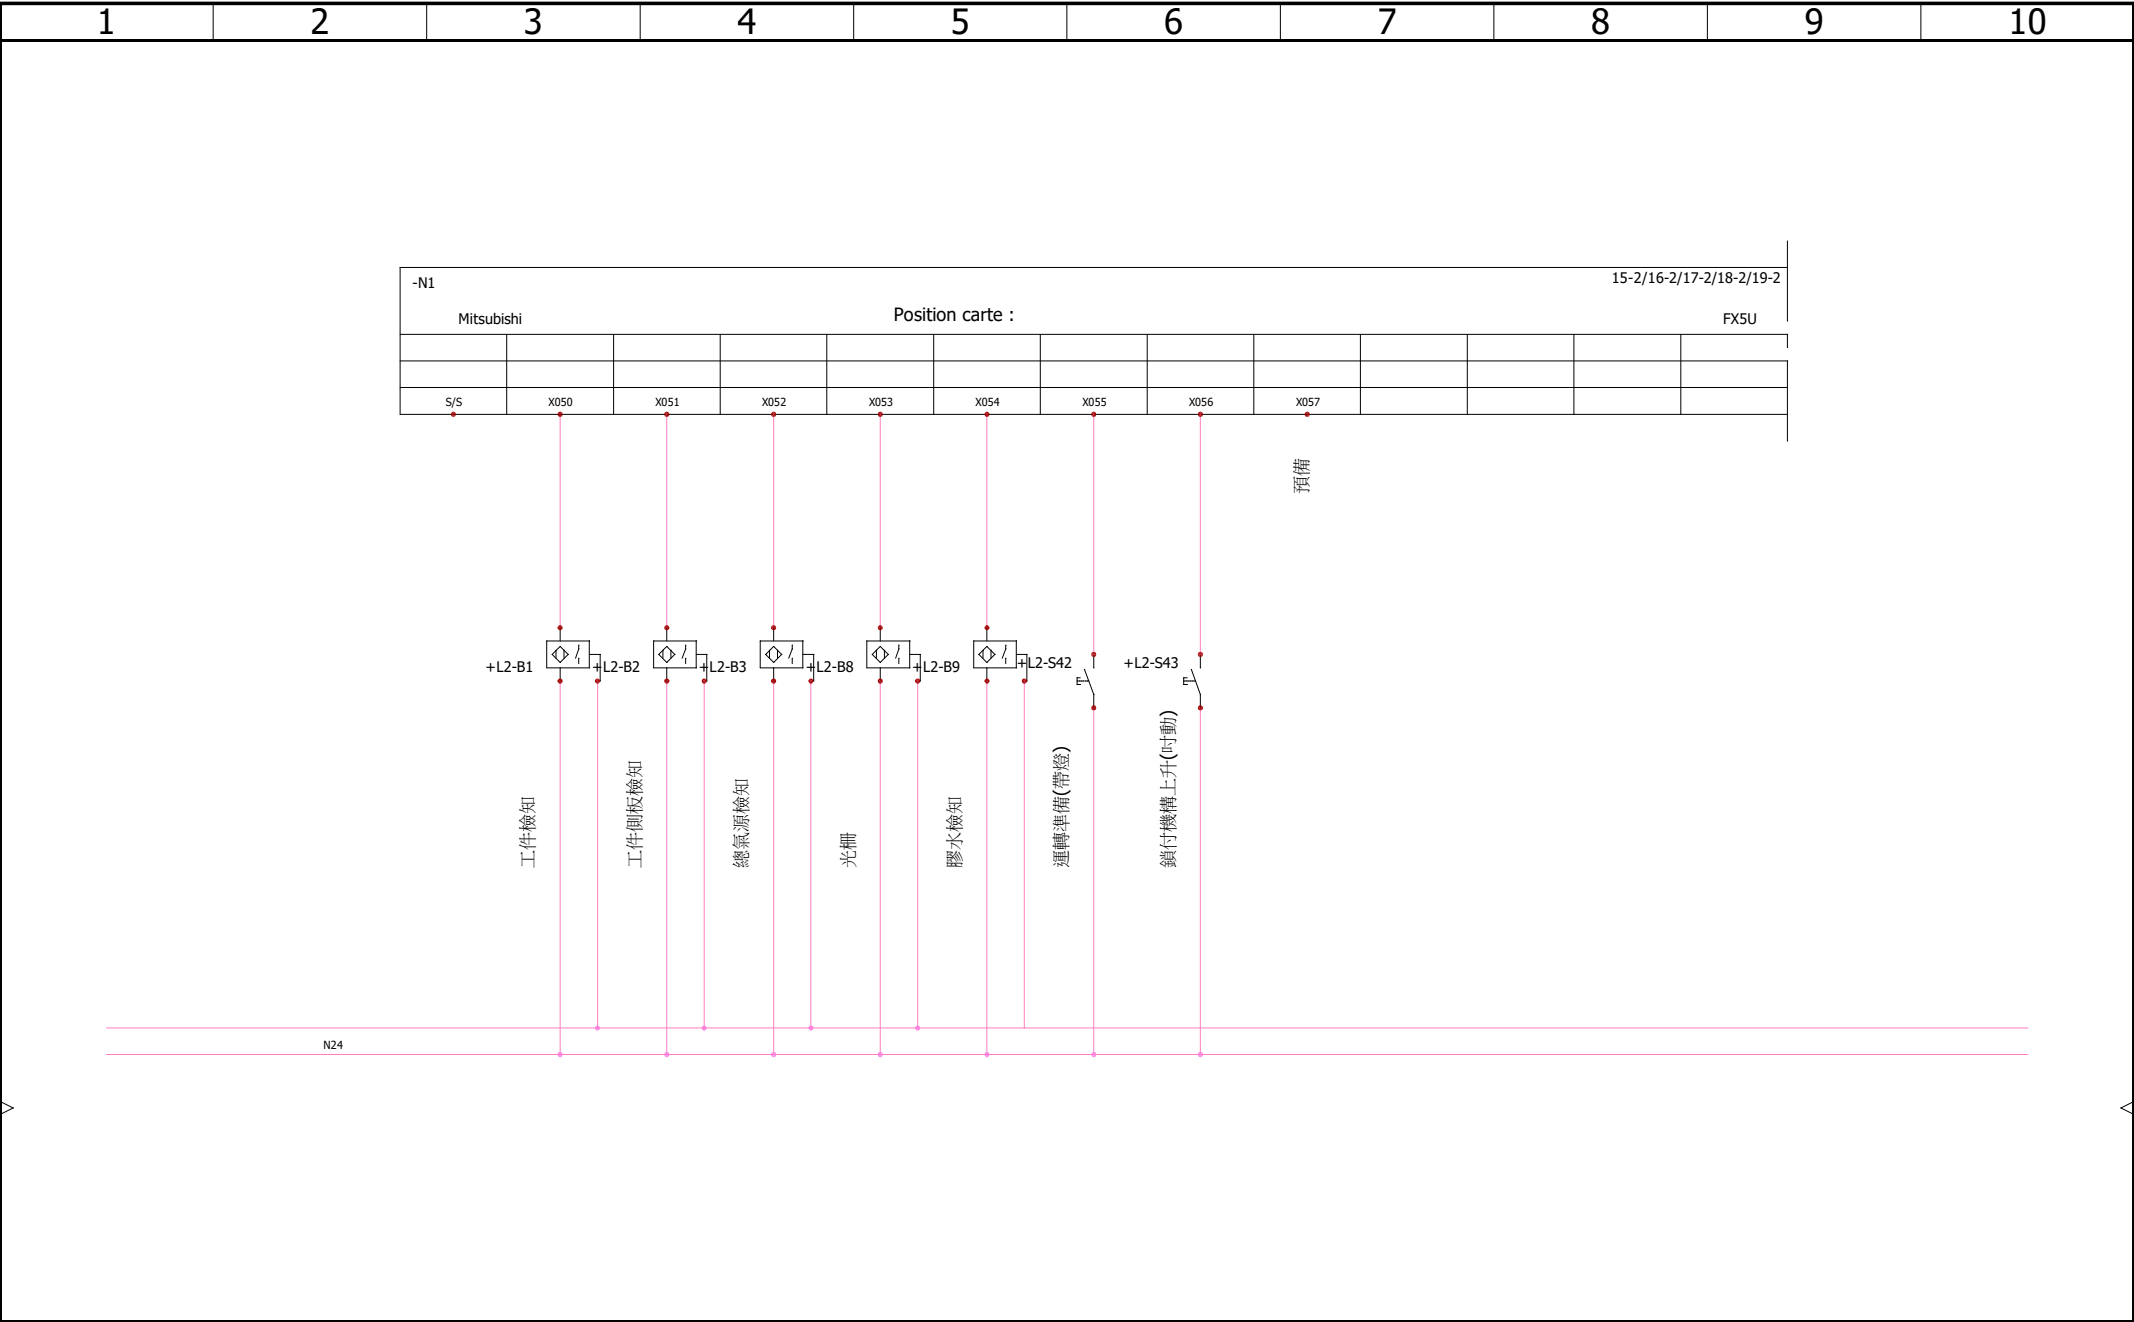 1 2 3 4 5 6 7 8 9 10
-N1 15-2/16-2/17-2/18-2/19-2
Mitsubishi Position carte : FX5U
S/S X050 X051 X052 X053 X054 X055 X056 X057
預備
+L2-B1 +L2-B2 +L2-B3 +L2-B8 +L2-B9 +L2-S42 +L2-S43
工件檢知
工件側板檢知
總氣源檢知
光柵
膠水檢知
運轉準備(帶燈)
鎖付機構上升(吋動)
N24